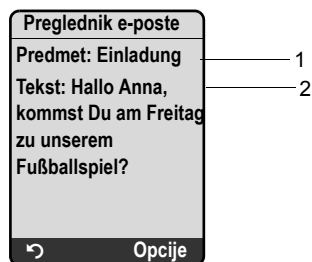 Preglednik e-poste
Predmet: Einladung
1
Tekst: Hallo Anna,
2
kommst Du am Freitag
zu unserem
Fußballspiel?
Opcije